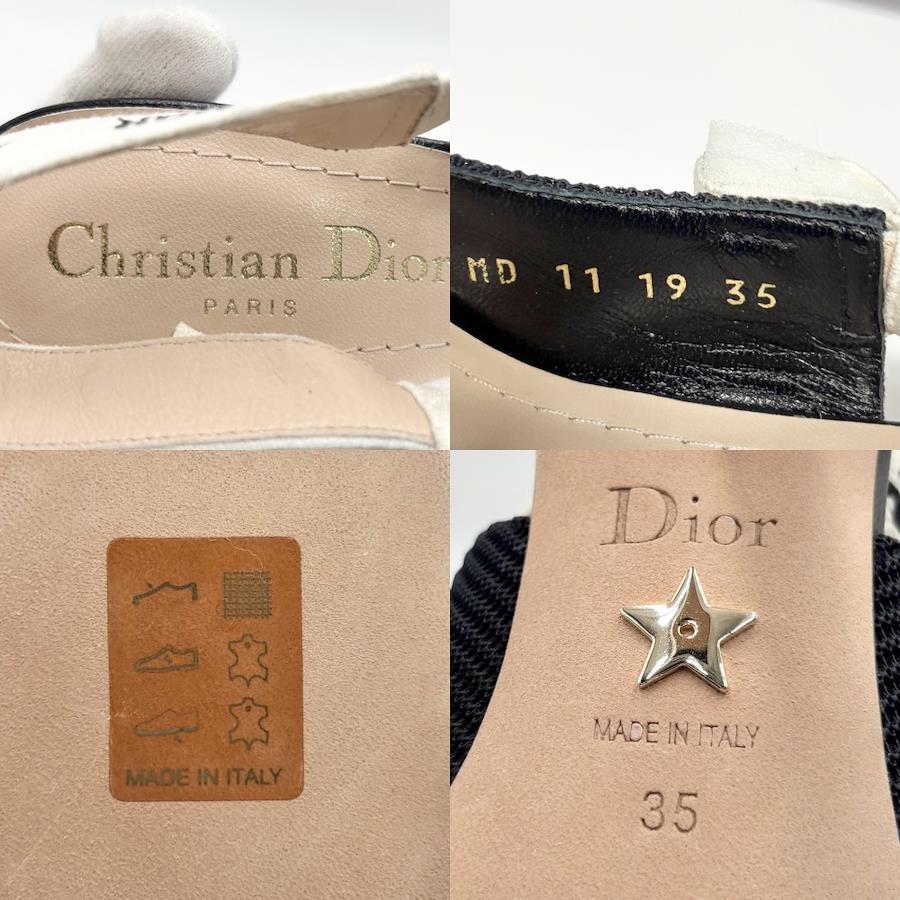 Christian Dior
PARIS
MD 11 19 35
MADE IN ITALY
Dior
MADE IN ITALY
35